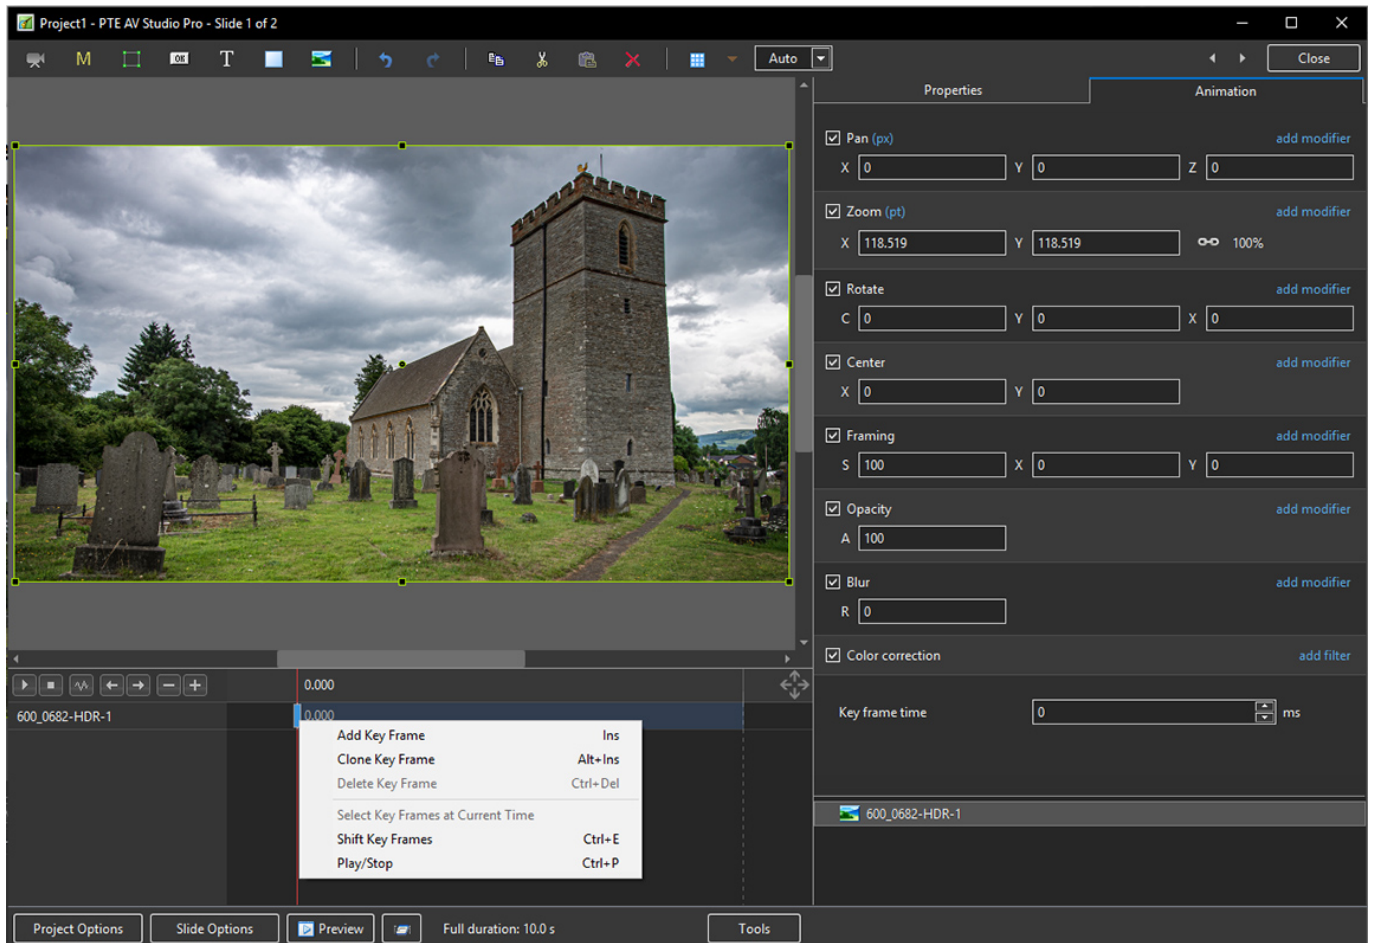 Project1 - PTE AV Studio Pro - Slide 1 of 2
M OK T Auto Close
Properties Animation
Pan (px) add modifier
X 0 Y 0 Z 0
Zoom (pt) add modifier
X 118.519 Y 118.519 100%
Rotate add modifier
C 0 Y 0 X 0
Center add modifier
X 0 Y 0
Framing add modifier
S 100 X 0 Y 0
Opacity add modifier
A 100
Blur add modifier
R 0
Color correction add filter
Key frame time 0 ms
600_0682-HDR-1
0.000
600_0682-HDR-1 0.000
Add Key Frame Ins
Clone Key Frame Alt+Ins
Delete Key Frame Ctrl+Del
Select Key Frames at Current Time
Shift Key Frames Ctrl+E
Play/Stop Ctrl+P
Project Options Slide Options Preview Full duration: 10.0 s Tools